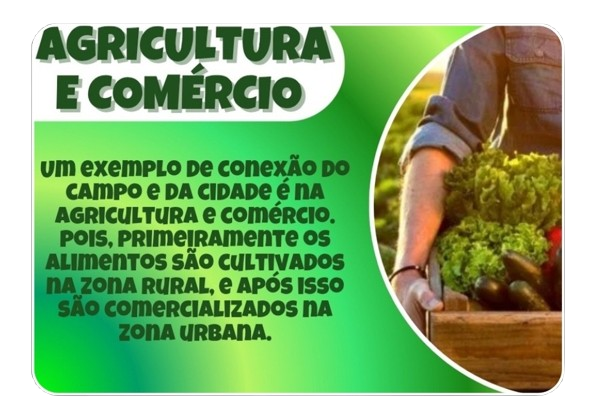 AGRICULTURA
E COMÉRCIO
um exemplo de conexão do
campo e da cidade é na
agricultura e comércio.
pois, primeiramente os
alimentos são cultivados
na zona rural, e após isso
são comercializados na
zona urbana.